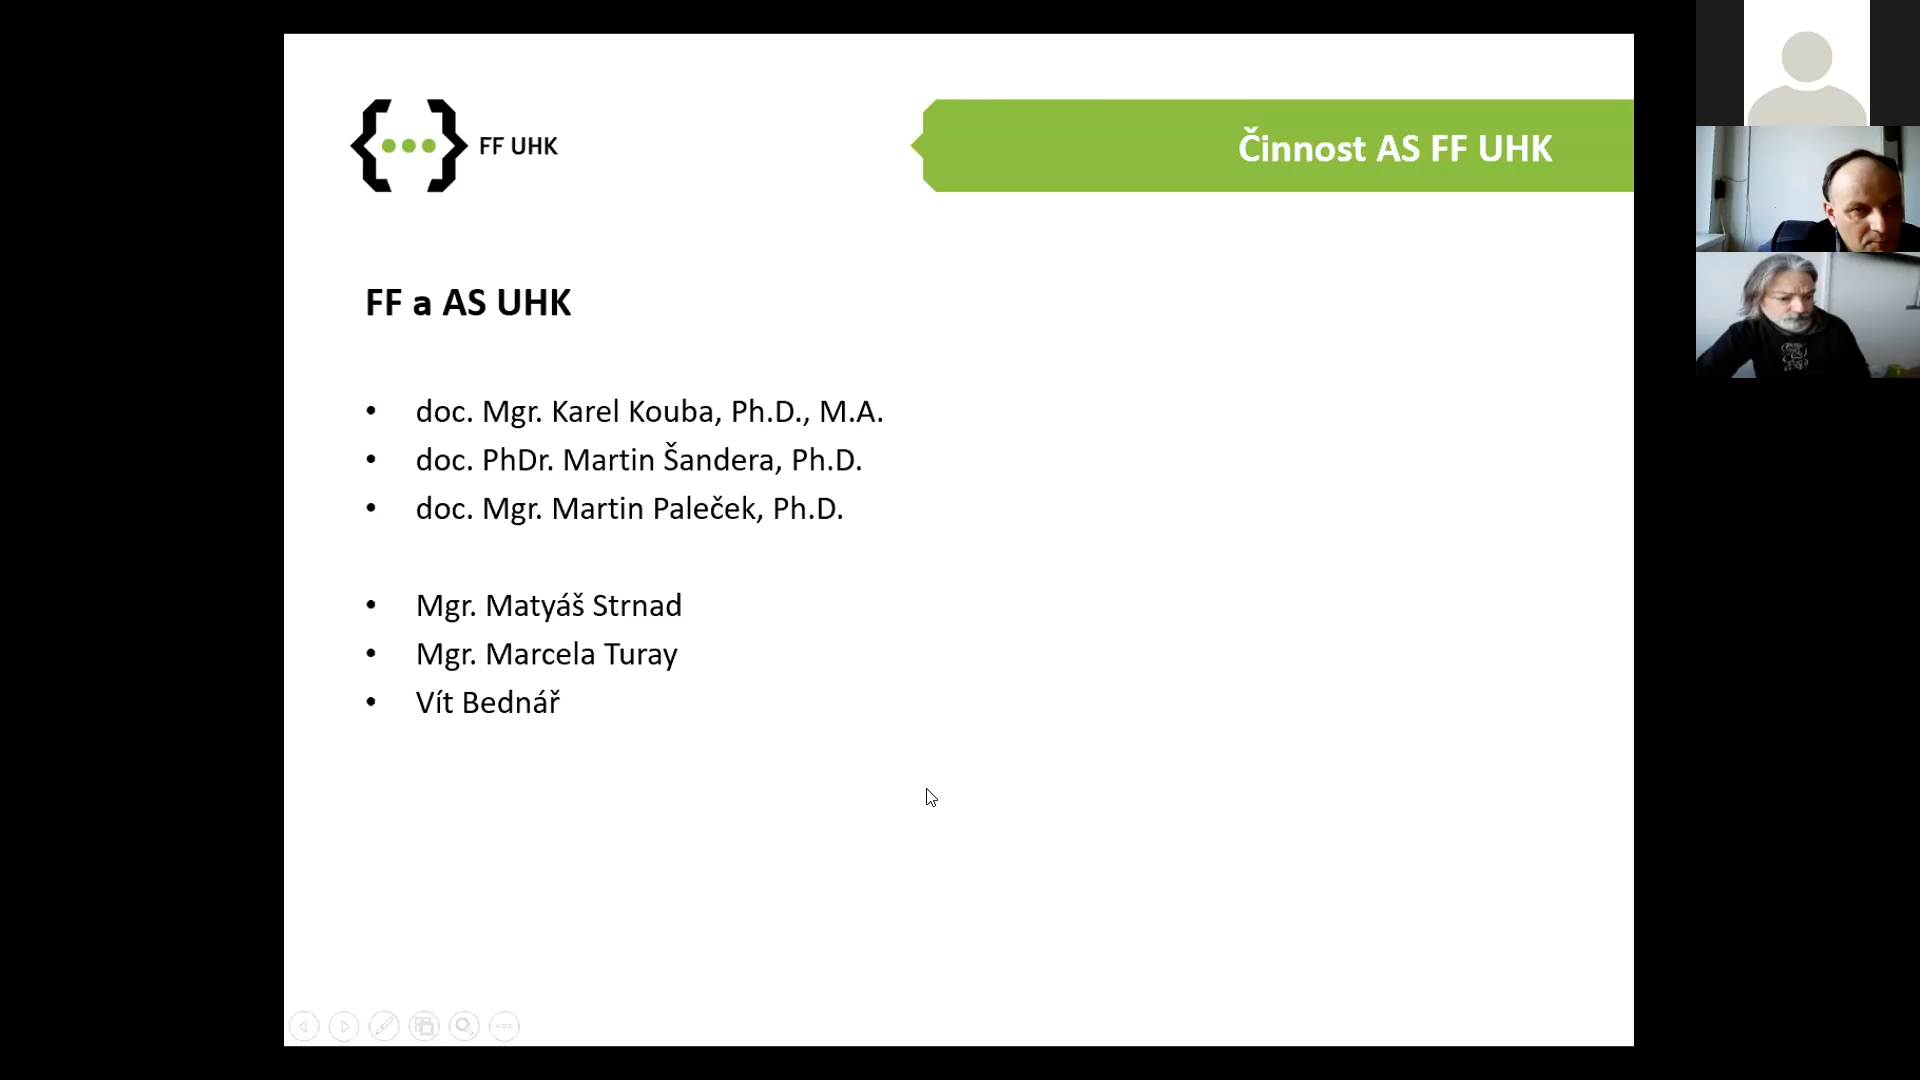 FF UHK
Činnost AS FF UHK
FF a AS UHK
• doc. Mgr. Karel Kouba, Ph.D., M.A.
• doc. PhDr. Martin Šandera, Ph.D.
• doc. Mgr. Martin Paleček, Ph.D.
• Mgr. Matyáš Strnad
• Mgr. Marcela Turay
• Vít Bednář